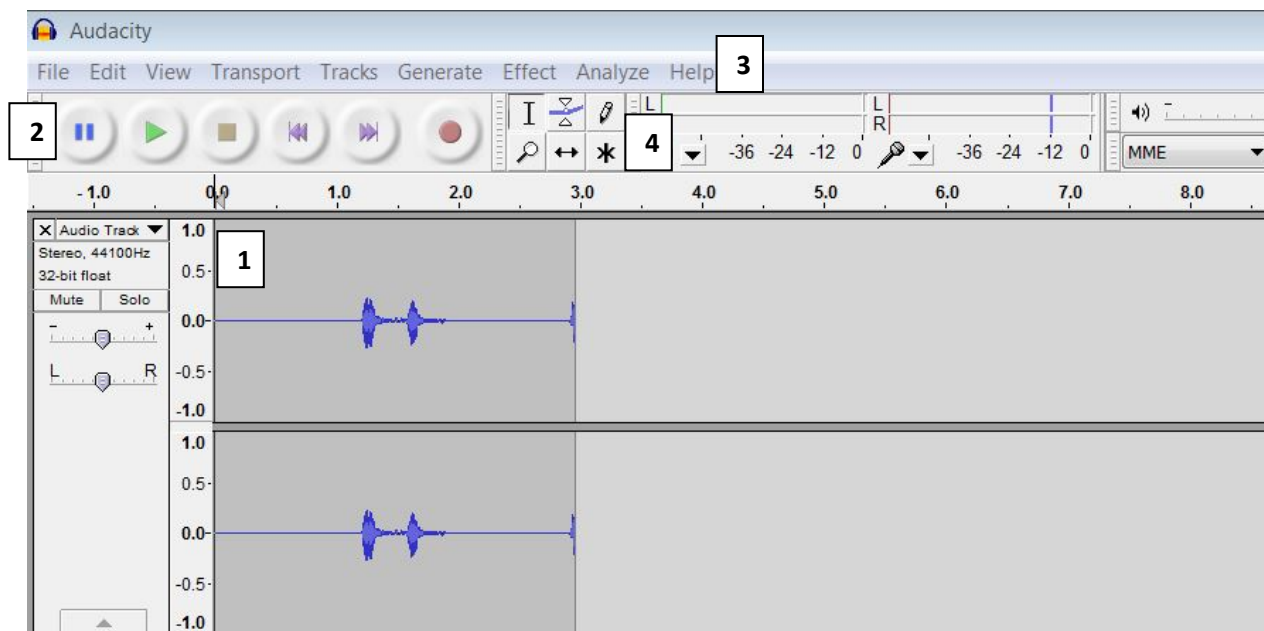 Audacity
File Edit View Transport Tracks Generate Effect Analyze Help
3
2
L
4
-36 -24 -12 0
L
R
-36 -24 -12 0
MME
- 1.0 0.0 1.0 2.0 3.0 4.0 5.0 6.0 7.0 8.0
X Audio Track
Stereo, 44100Hz
32-bit float
Mute Solo
- +
L R
1.0
0.5
0.0
-0.5
-1.0
1
1.0
0.5
0.0
-0.5
-1.0